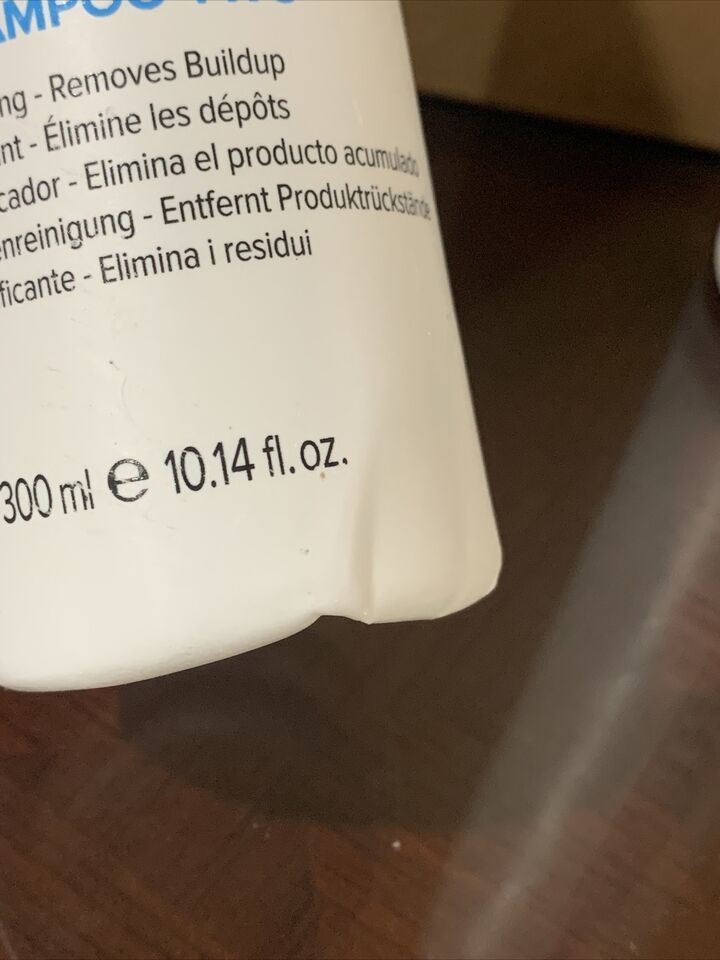 AMPOO
ng - Removes Buildup
nt - Élimine les dépôts
cador - Elimina el producto acumulado
enreinigung - Entfernt Produktrückstände
ficante - Elimina i residui
300 ml e 10.14 fl. oz.